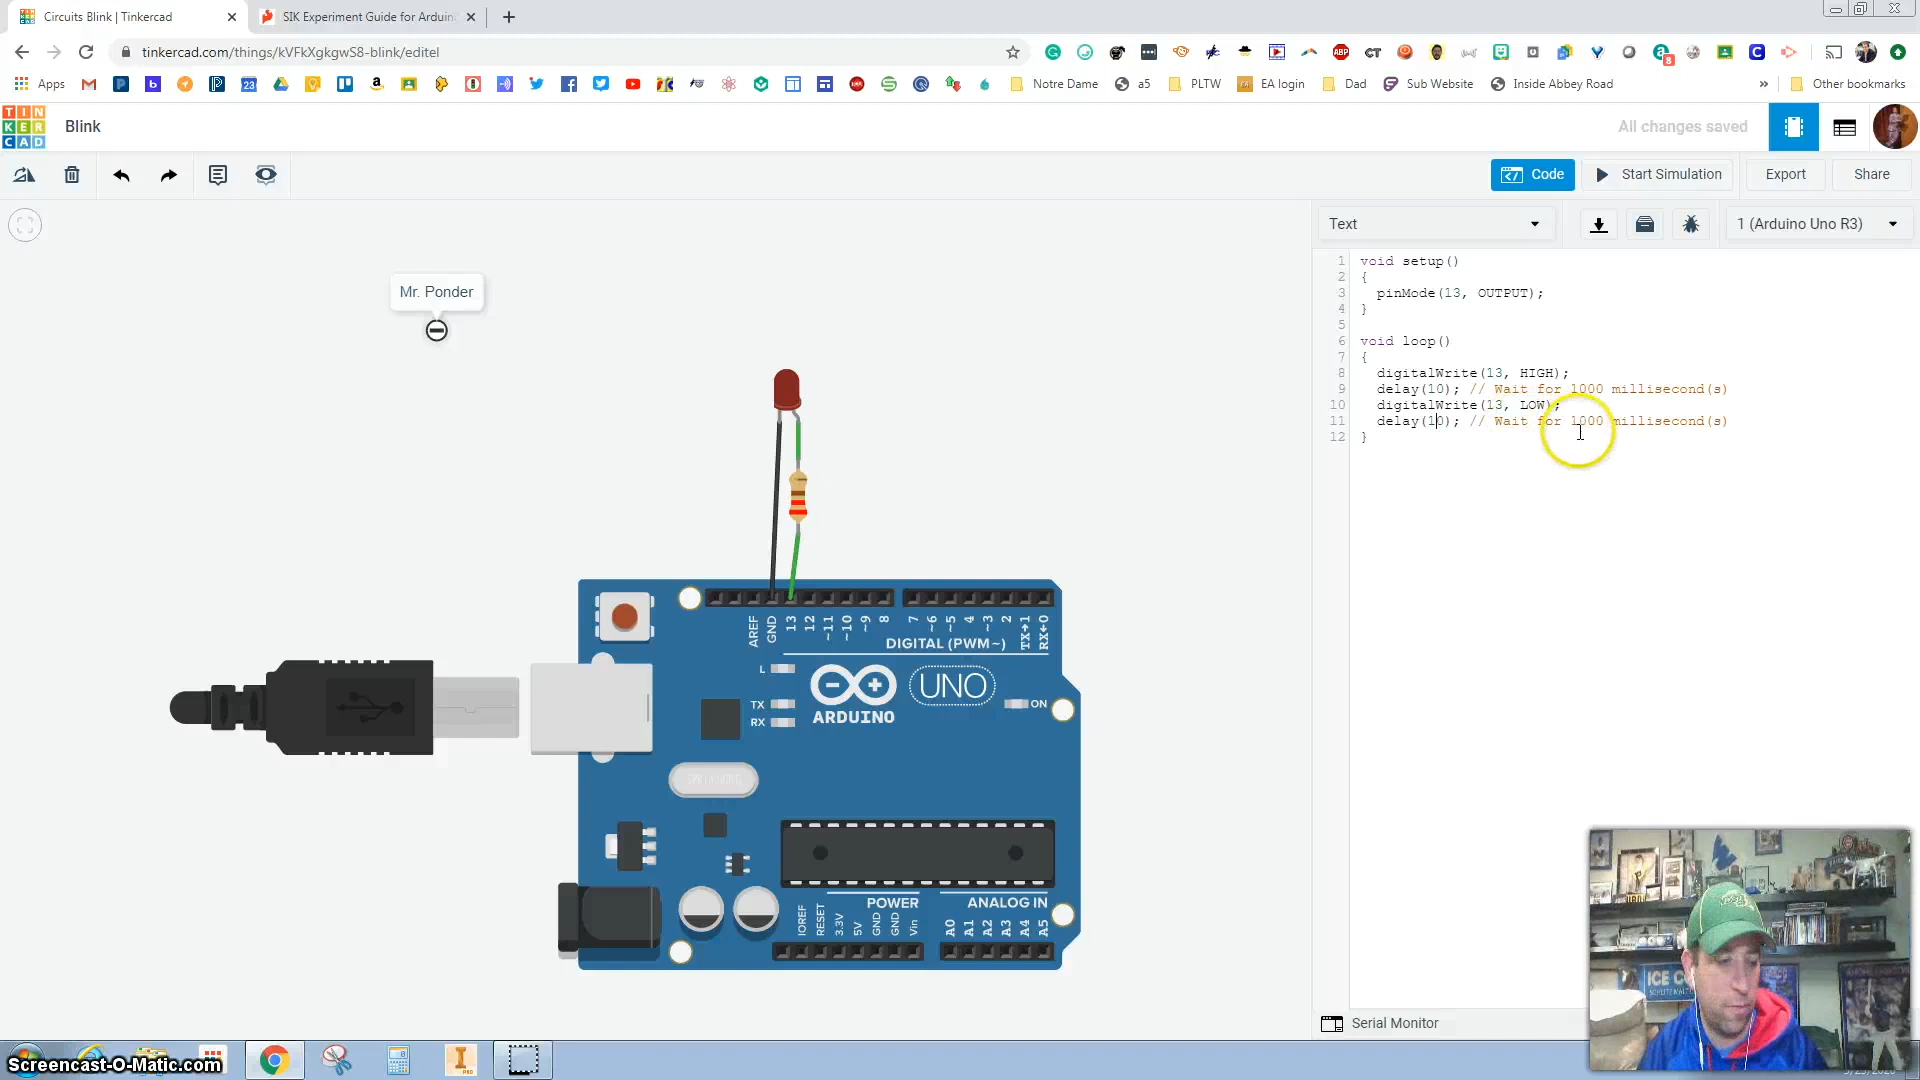 Circuits Blink | Tinkercad
SIK Experiment Guide for Arduin
tinkercad.com/things/kVFkXgkgwS8-blink/editel
ABP
CT
8
Apps
23
Notre Dame
a5
PLTW
EA login
Dad
Sub Website
Inside Abbey Road
»
Other bookmarks
TIN
KER
CAD
Blink
All changes saved
Code
Start Simulation
Export
Share
Text
1 (Arduino Uno R3)
Mr. Ponder
1 void setup()
2 {
3 pinMode(13, OUTPUT);
4 }
5
6 void loop()
7 {
8 digitalWrite(13, HIGH);
9 delay(10); // Wait for 1000 millisecond(s)
10 digitalWrite(13, LOW);
11 delay(10); // Wait for 1000 millisecond(s)
12 }
AREF
GND
13
12
~11
~10
~9
8
7
~6
~5
4
~3
2
TX→1
RX←0
DIGITAL (PWM~)
L
TX
RX
ARDUINO
UNO
ON
POWER
ANALOG IN
IOREF
RESET
3.3V
5V
GND
GND
Vin
A0
A1
A2
A3
A4
A5
Serial Monitor
ICE CO
Screencast-O-Matic.com